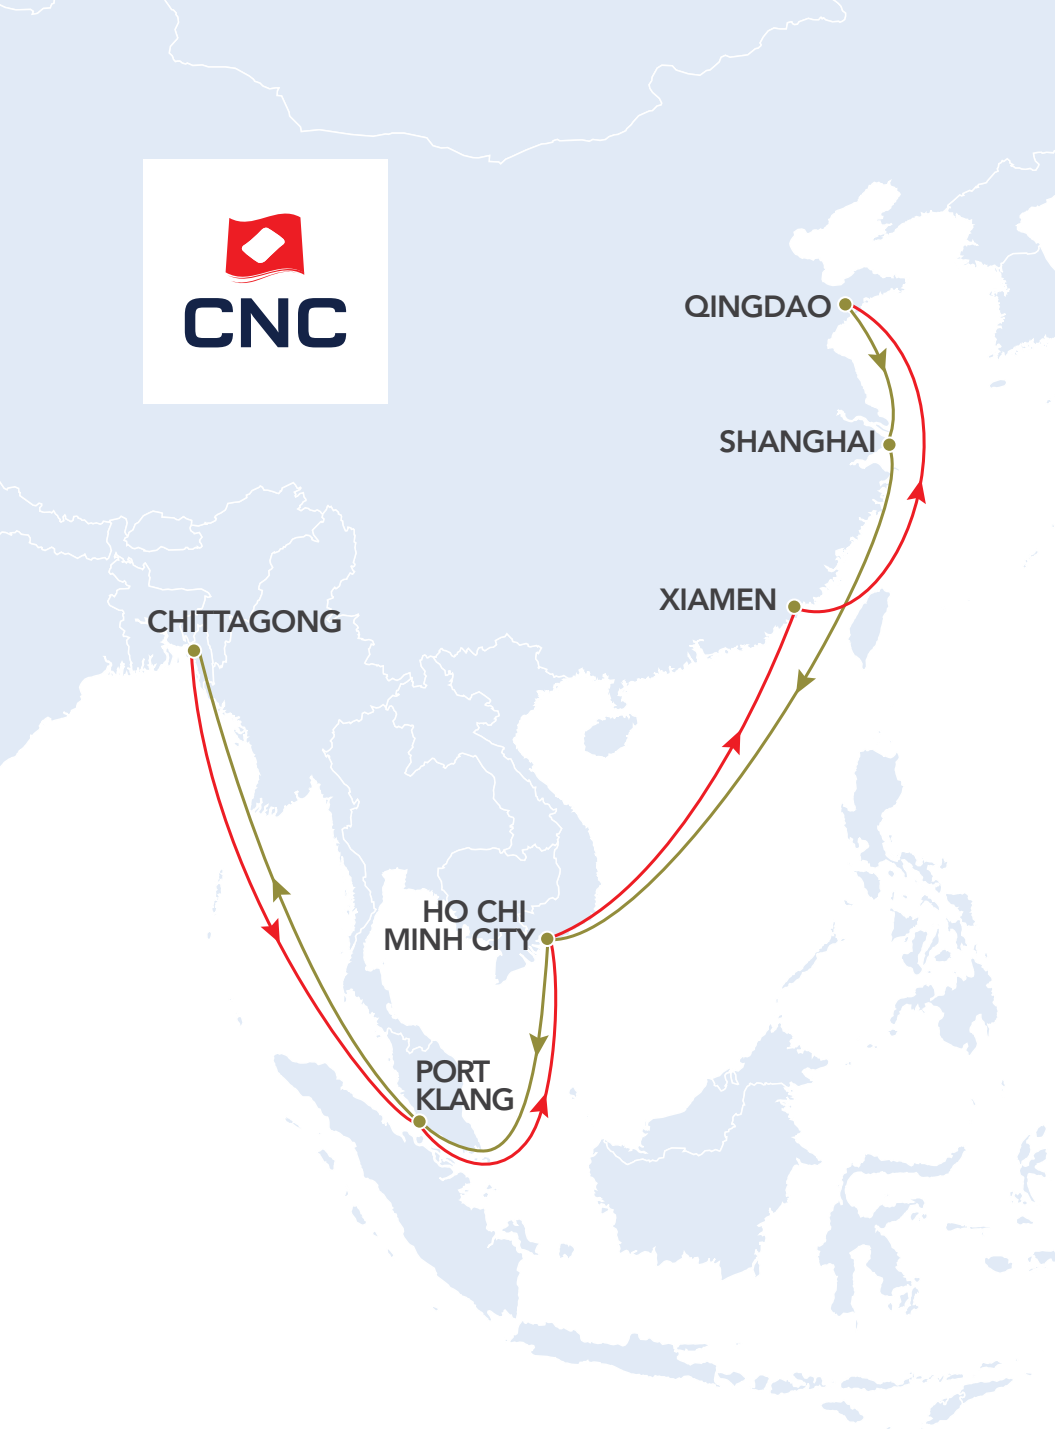 CNC
QINGDAO
SHANGHAI
XIAMEN
CHITTAGONG
HO CHI
MINH CITY
PORT
KLANG